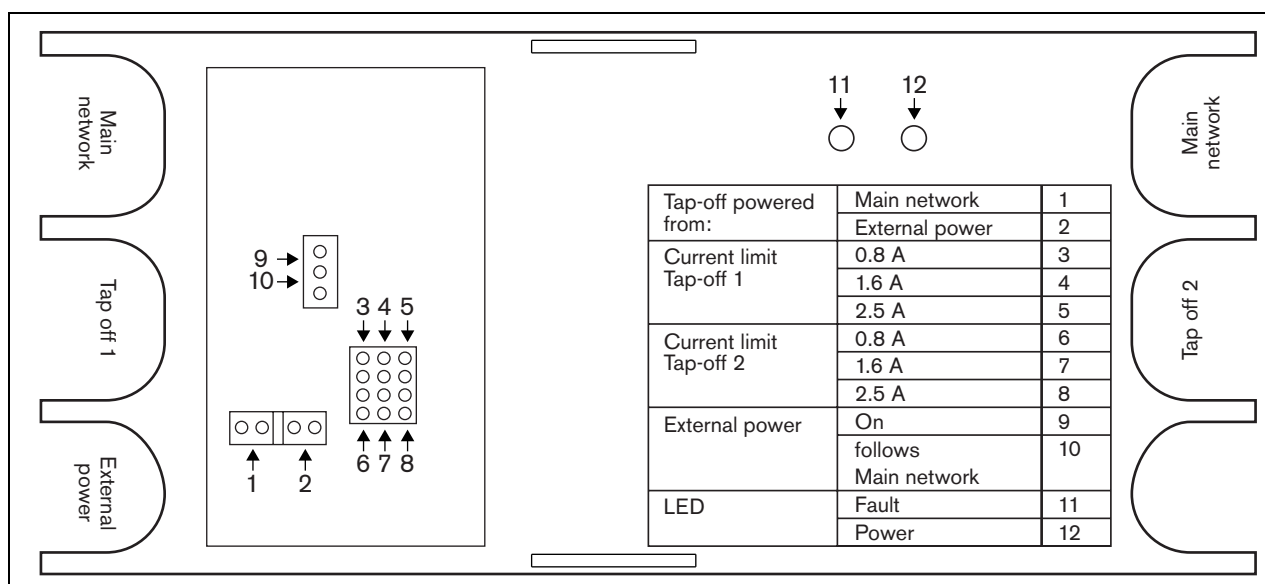 11 12
Main
network
Main
network
9
10
3 4 5
6 7 8
1 2
Tap off 1
External
power
Tap-off powered from: Main network 1
External power 2
Current limit Tap-off 1 0.8 A 3
1.6 A 4
2.5 A 5
Current limit Tap-off 2 0.8 A 6
1.6 A 7
2.5 A 8
External power On 9
follows 10
Main network
LED Fault 11
Power 12
Tap off 2